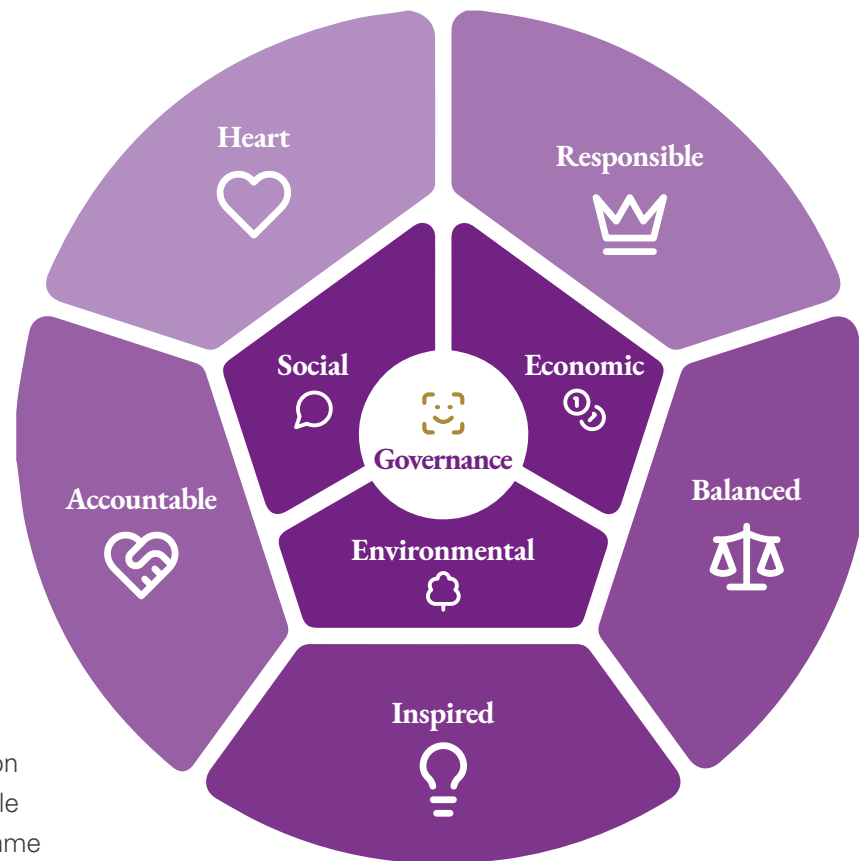 Heart
Responsible
Social
Economic
Governance
Accountable
Balanced
Environmental
Inspired